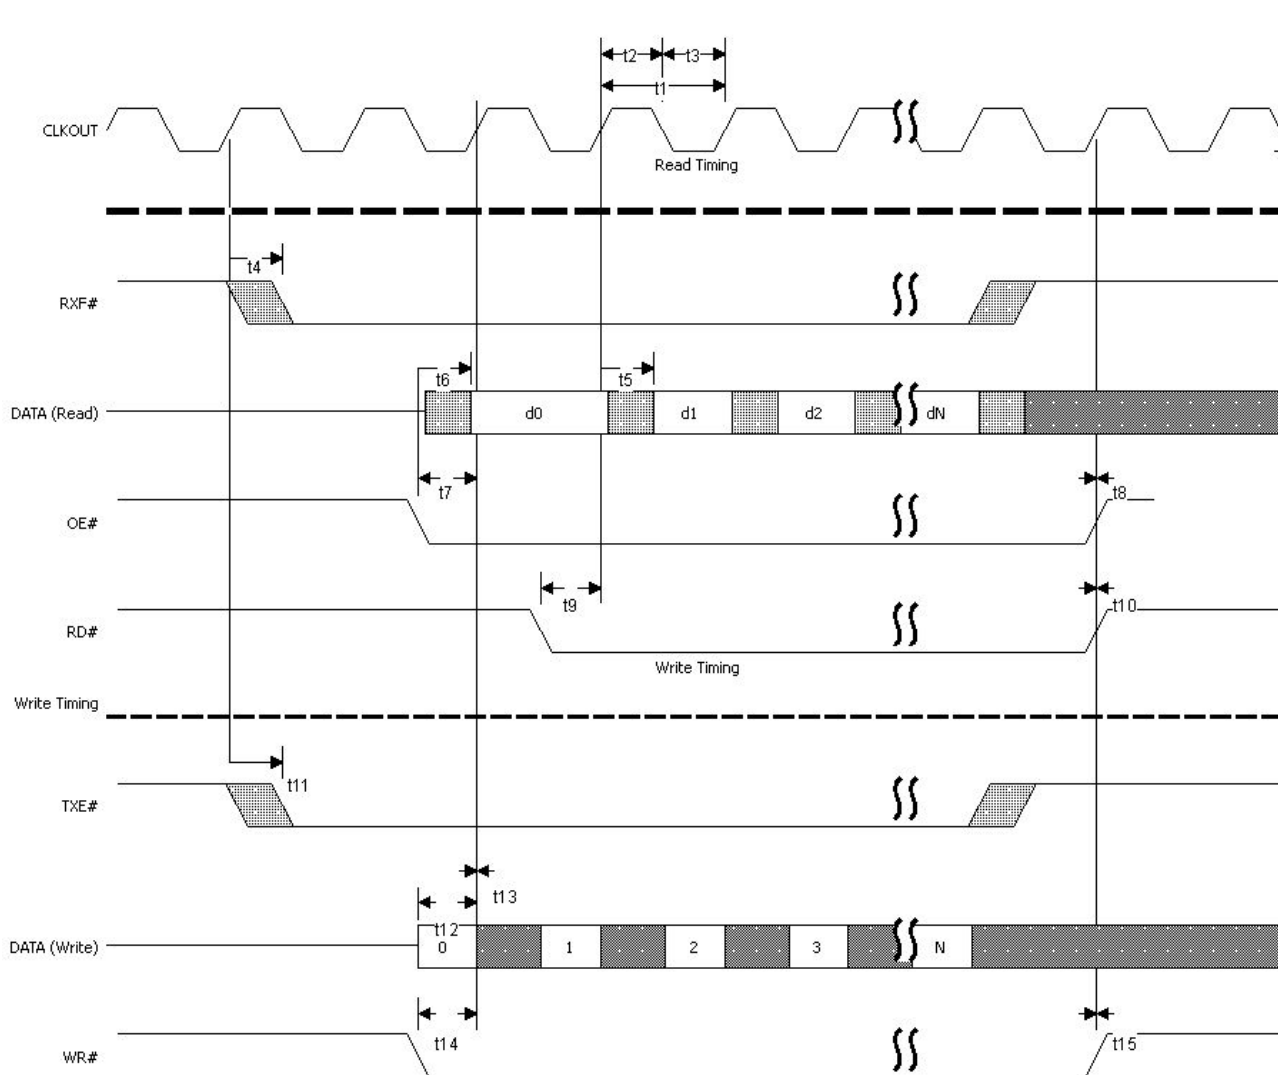 t2 t3
t1
CLKOUT
Read Timing
t4
RXF#
t6 t5
DATA (Read) d0 d1 d2 dN
t7 t8
OE#
t9 t10
RD#
Write Timing
Write Timing
t11
TXE#
t13
t12
DATA (Write) 0 1 2 3 N
t14 t15
WR#